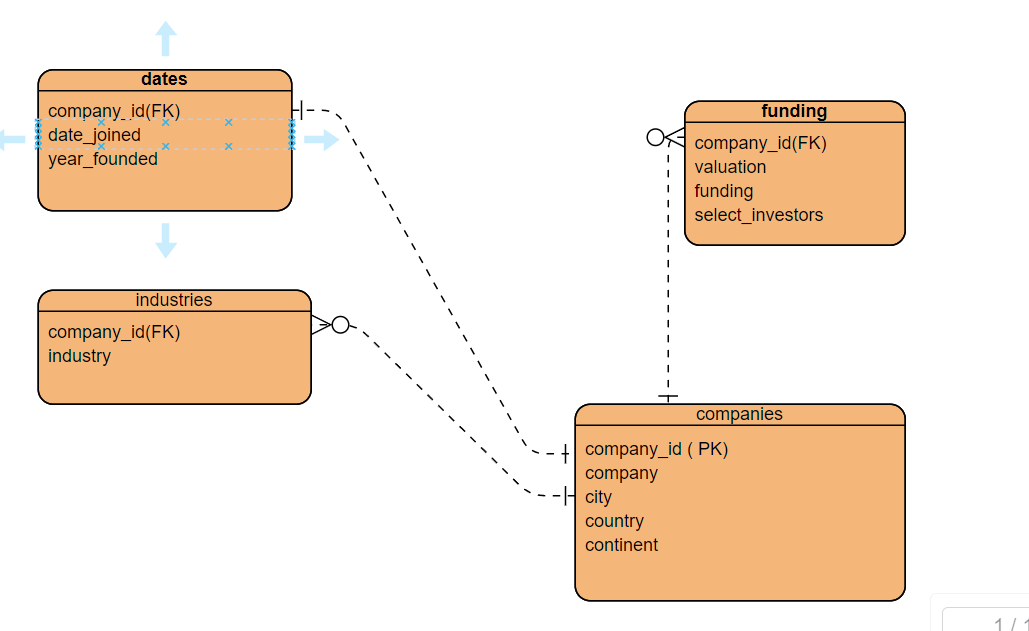 dates
company_id(FK)
date_joined
year_founded
funding
company_id(FK)
valuation
funding
select_investors
industries
company_id(FK)
industry
companies
company_id ( PK)
company
city
country
continent
1 / 1